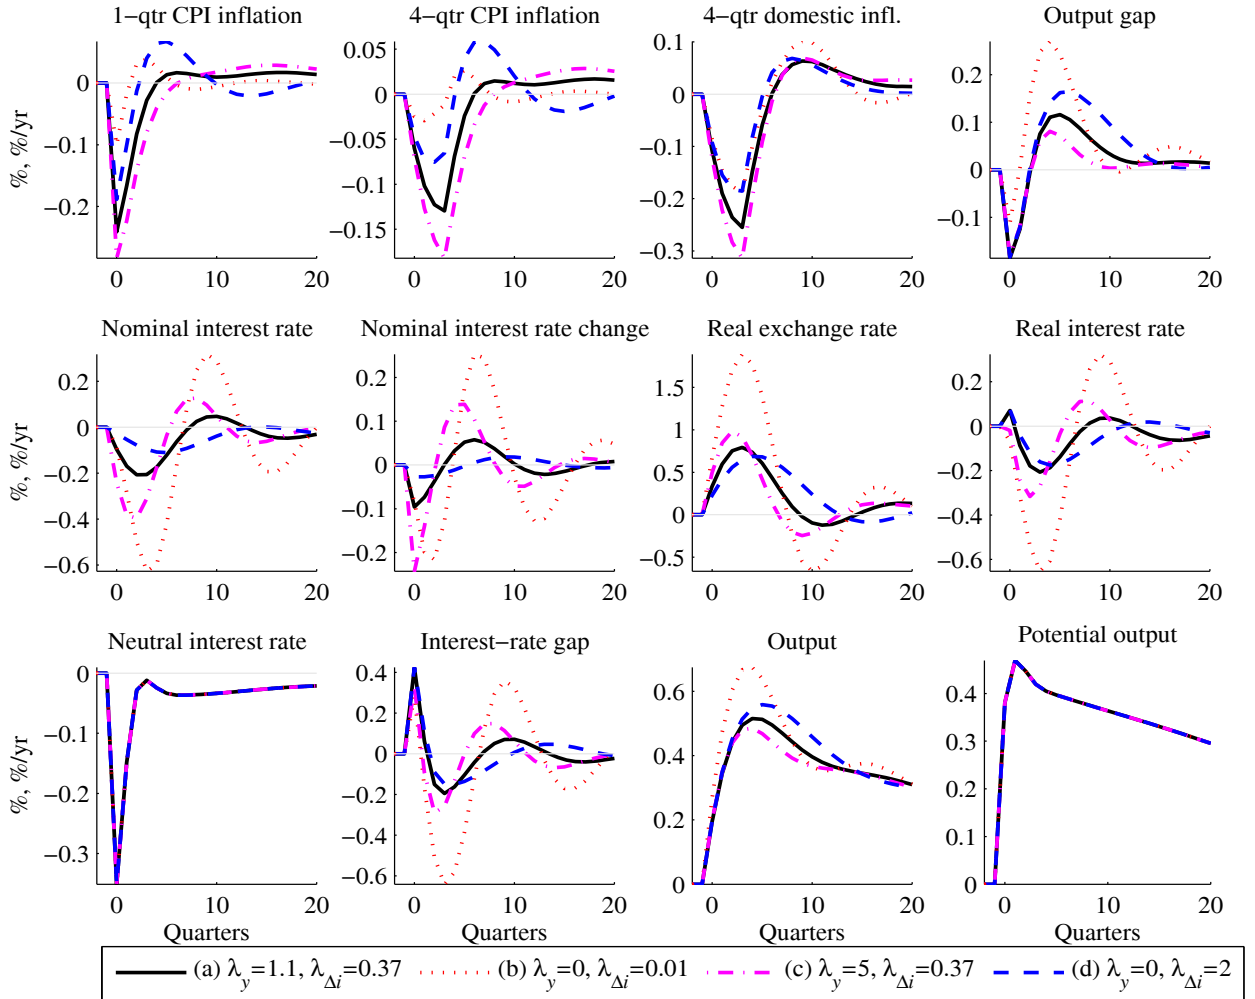 1−qtr CPI inflation 4−qtr CPI inflation 4−qtr domestic infl. Output gap
%, %/yr
0 −0.1 −0.2
0 10 20
0.05 0 −0.05 −0.1 −0.15
0 10 20
0.1 0 −0.1 −0.2 −0.3
0 10 20
0.2 0.1 0 −0.1
0 10 20
Nominal interest rate Nominal interest rate change Real exchange rate Real interest rate
%, %/yr
0.2 0 −0.2 −0.4 −0.6
0 10 20
0.2 0.1 0 −0.1 −0.2
0 10 20
1.5 1.0 0.5 0 −0.5
0 10 20
0.2 0 −0.2 −0.4 −0.6
0 10 20
Neutral interest rate Interest−rate gap Output Potential output
%, %/yr
0 −0.1 −0.2 −0.3
0 10 20
Quarters
0.4 0.2 0 −0.2 −0.4 −0.6
0 10 20
Quarters
0.6 0.4 0.2 0
0 10 20
Quarters
0.4 0.3 0.2 0.1 0
0 10 20
Quarters
(a) λy=1.1, λΔi=0.37 (b) λy=0, λΔi=0.01 (c) λy=5, λΔi=0.37 (d) λy=0, λΔi=2